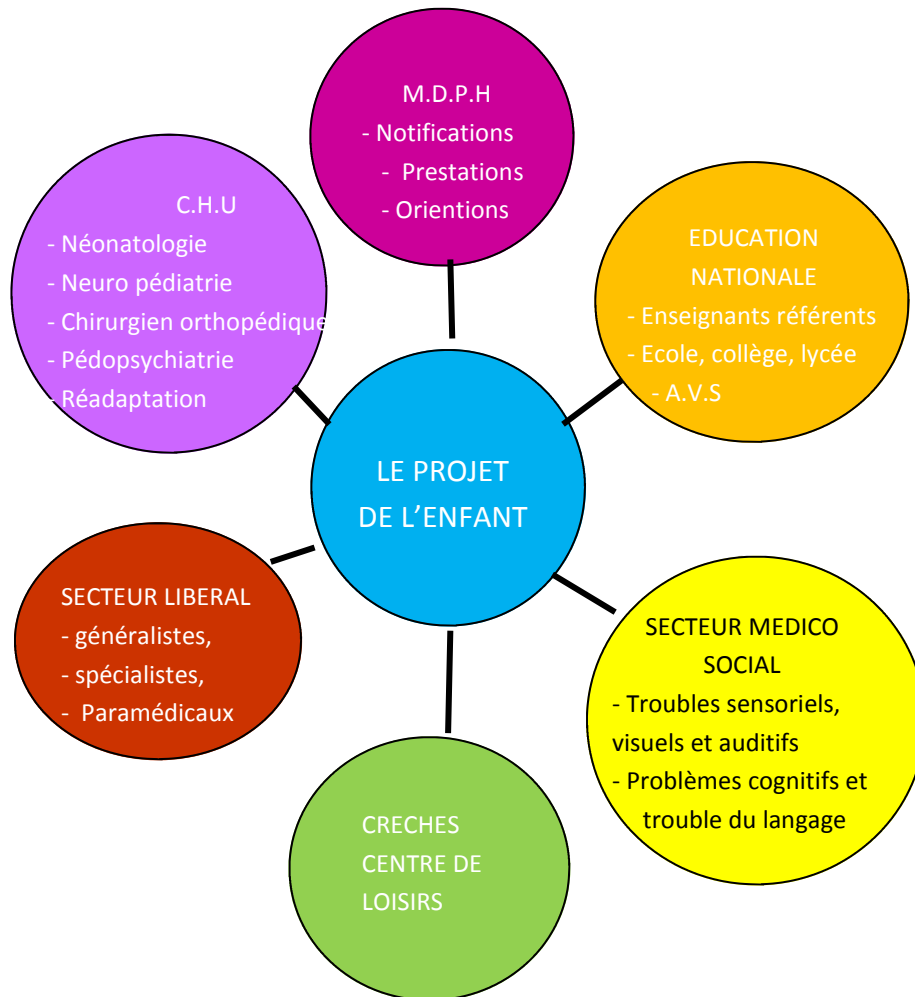 M.D.P.H
- Notifications
- Prestations
- Orientions
C.H.U
- Néonatologie
- Neuro pédiatrie
- Chirurgien orthopédique
- Pédopsychiatrie
- Réadaptation
EDUCATION
NATIONALE
- Enseignants référents
- Ecole, collège, lycée
- A.V.S
LE PROJET
DE L’ENFANT
SECTEUR LIBERAL
- généralistes,
- spécialistes,
- Paramédicaux
SECTEUR MEDICO
SOCIAL
- Troubles sensoriels,
visuels et auditifs
- Problèmes cognitifs et
trouble du langage
CRECHES
CENTRE DE
LOISIRS